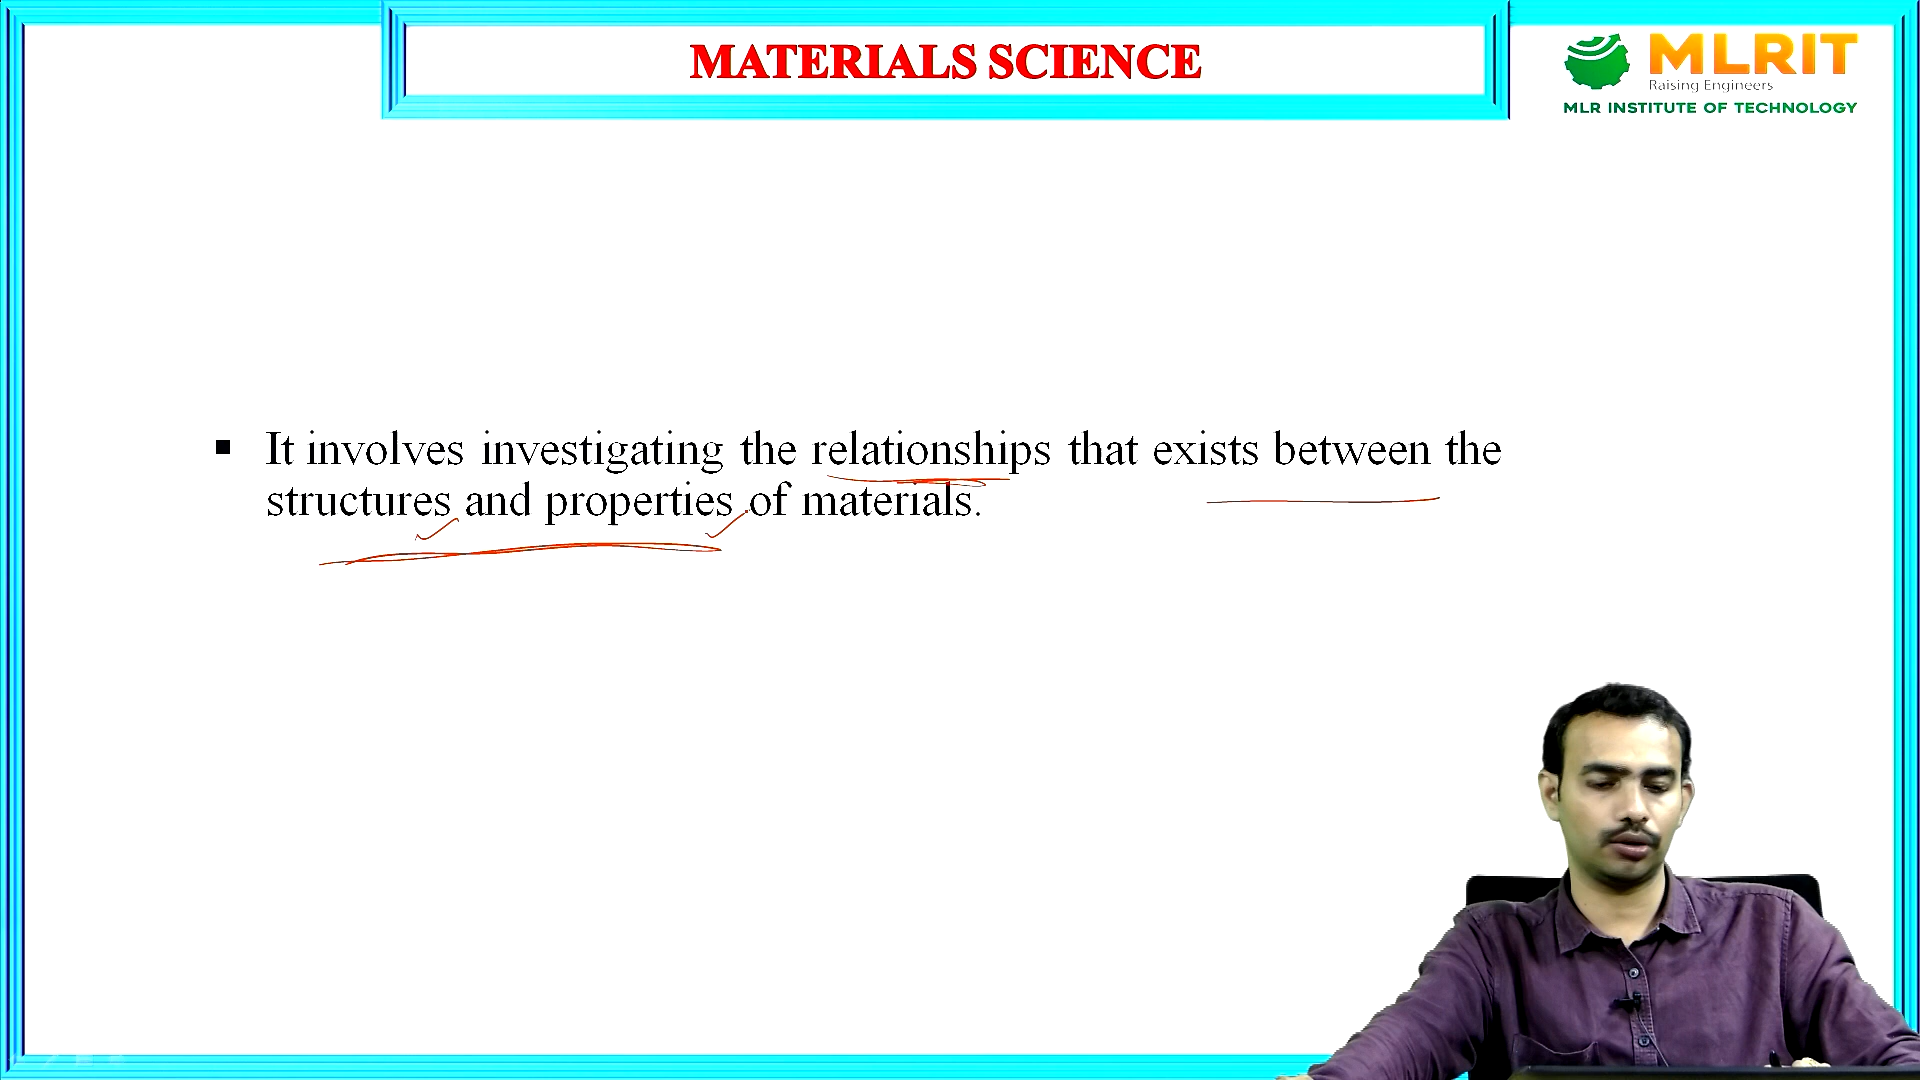 MATERIALS SCIENCE
MLRIT
Raising Engineers
MLR INSTITUTE OF TECHNOLOGY
▪ It involves investigating the relationships that exists between the
structures and properties of materials.